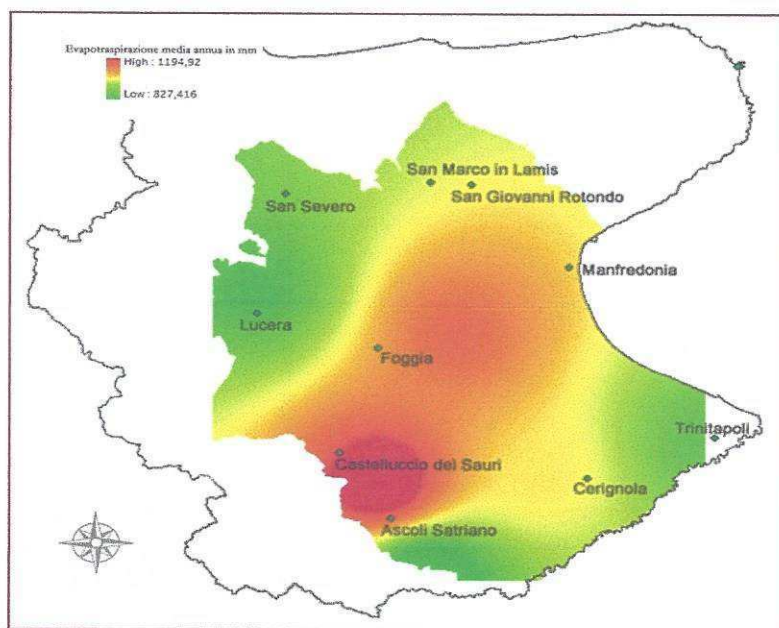 Evapotraspirazione media annua in mm
High : 1194,92
Low : 827,416
San Marco in Lamis
San Giovanni Rotondo
San Severo
Manfredonia
Lucera
Foggia
Trinitapoli
Castelluccio dei Sauri
Cerignola
Ascoli Satriano